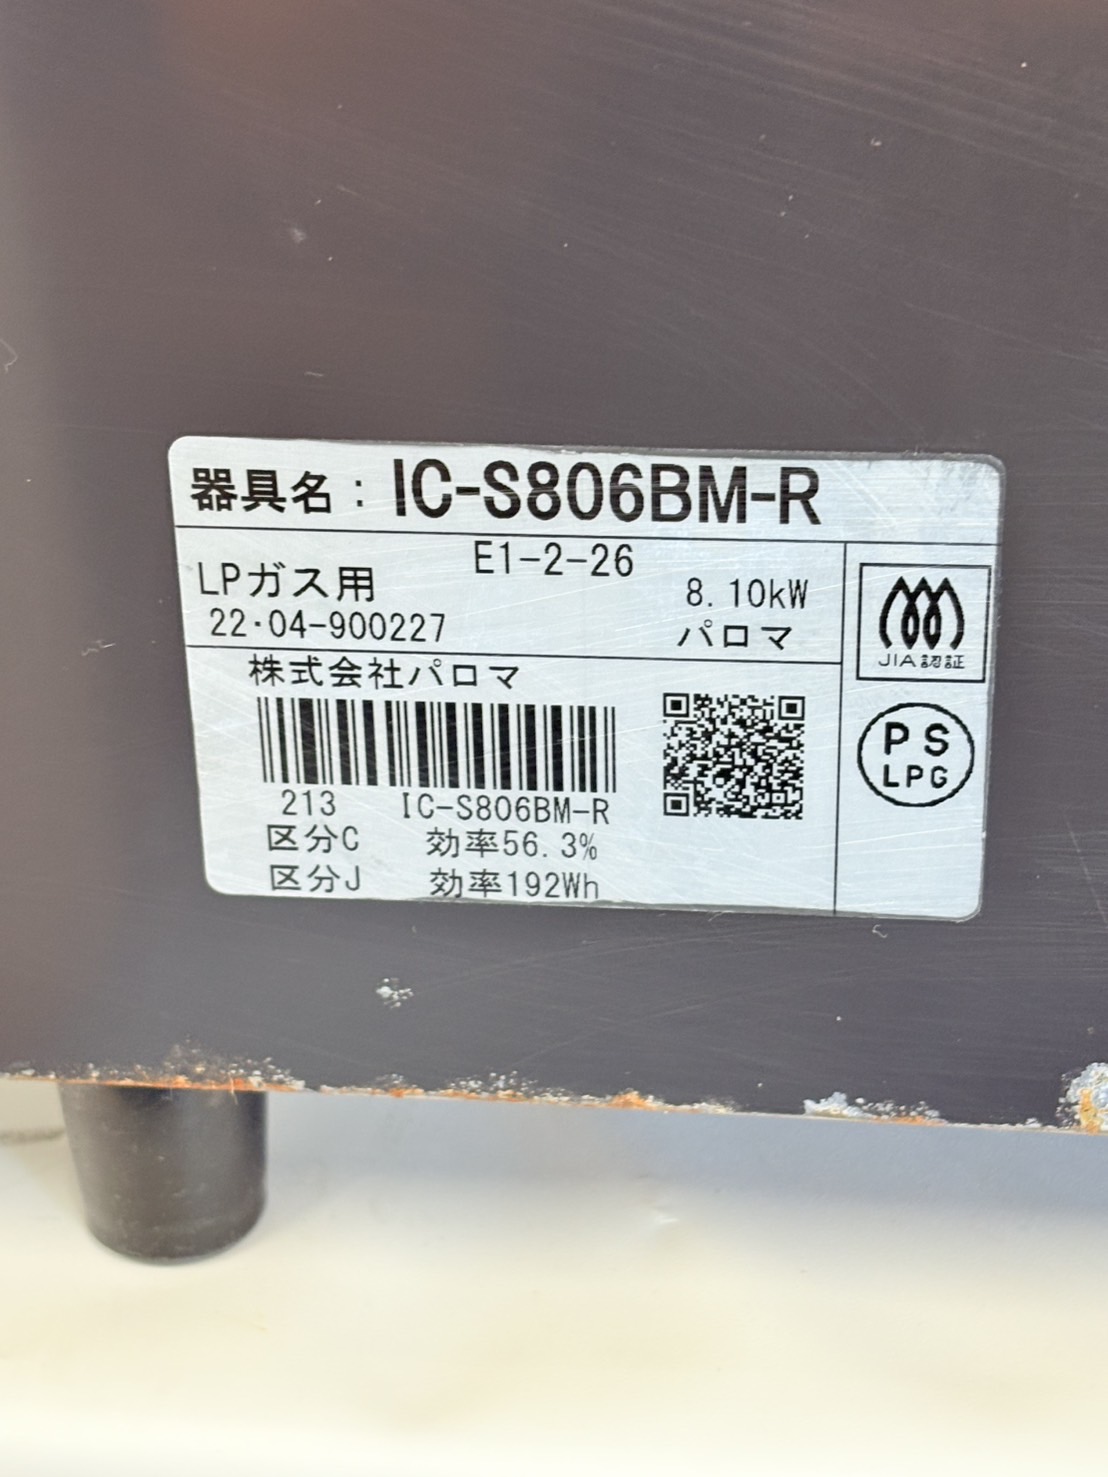 器具名：IC-S806BM-R
E1-2-26
LPガス用 8.10kW
22・04-900227 パロマ
株式会社パロマ
213 IC-S806BM-R
区分C 効率56.3%
区分J 効率192Wh
JIA認証
PS
LPG